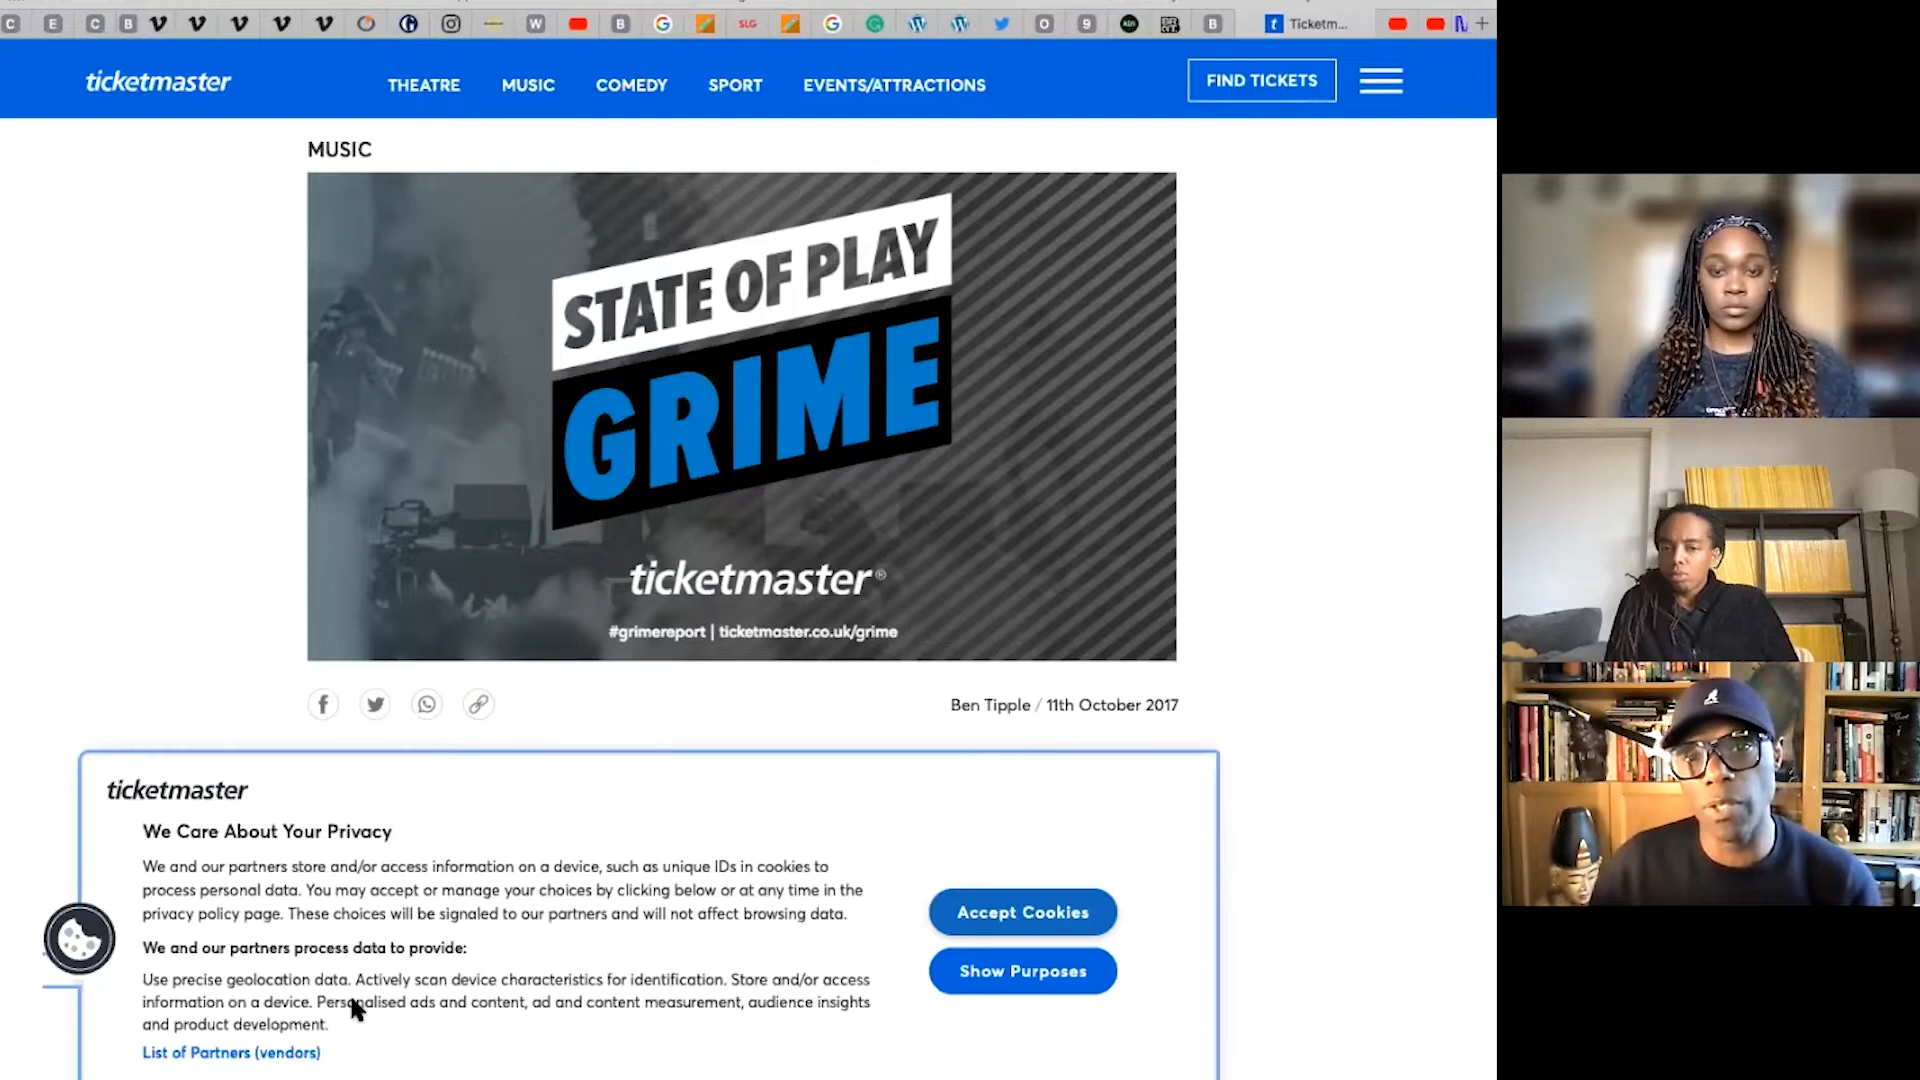 C E C B W B G SLG G O 9 B Ticketm...
ticketmaster THEATRE MUSIC COMEDY SPORT EVENTS/ATTRACTIONS FIND TICKETS
MUSIC
STATE OF PLAY
GRIME
ticketmaster®
#grimereport | ticketmaster.co.uk/grime
Ben Tipple / 11th October 2017
ticketmaster
We Care About Your Privacy
We and our partners store and/or access information on a device, such as unique IDs in cookies to
process personal data. You may accept or manage your choices by clicking below or at any time in the
privacy policy page. These choices will be signaled to our partners and will not affect browsing data.
Accept Cookies
We and our partners process data to provide:
Show Purposes
Use precise geolocation data. Actively scan device characteristics for identification. Store and/or access
information on a device. Personalised ads and content, ad and content measurement, audience insights
and product development.
List of Partners (vendors)